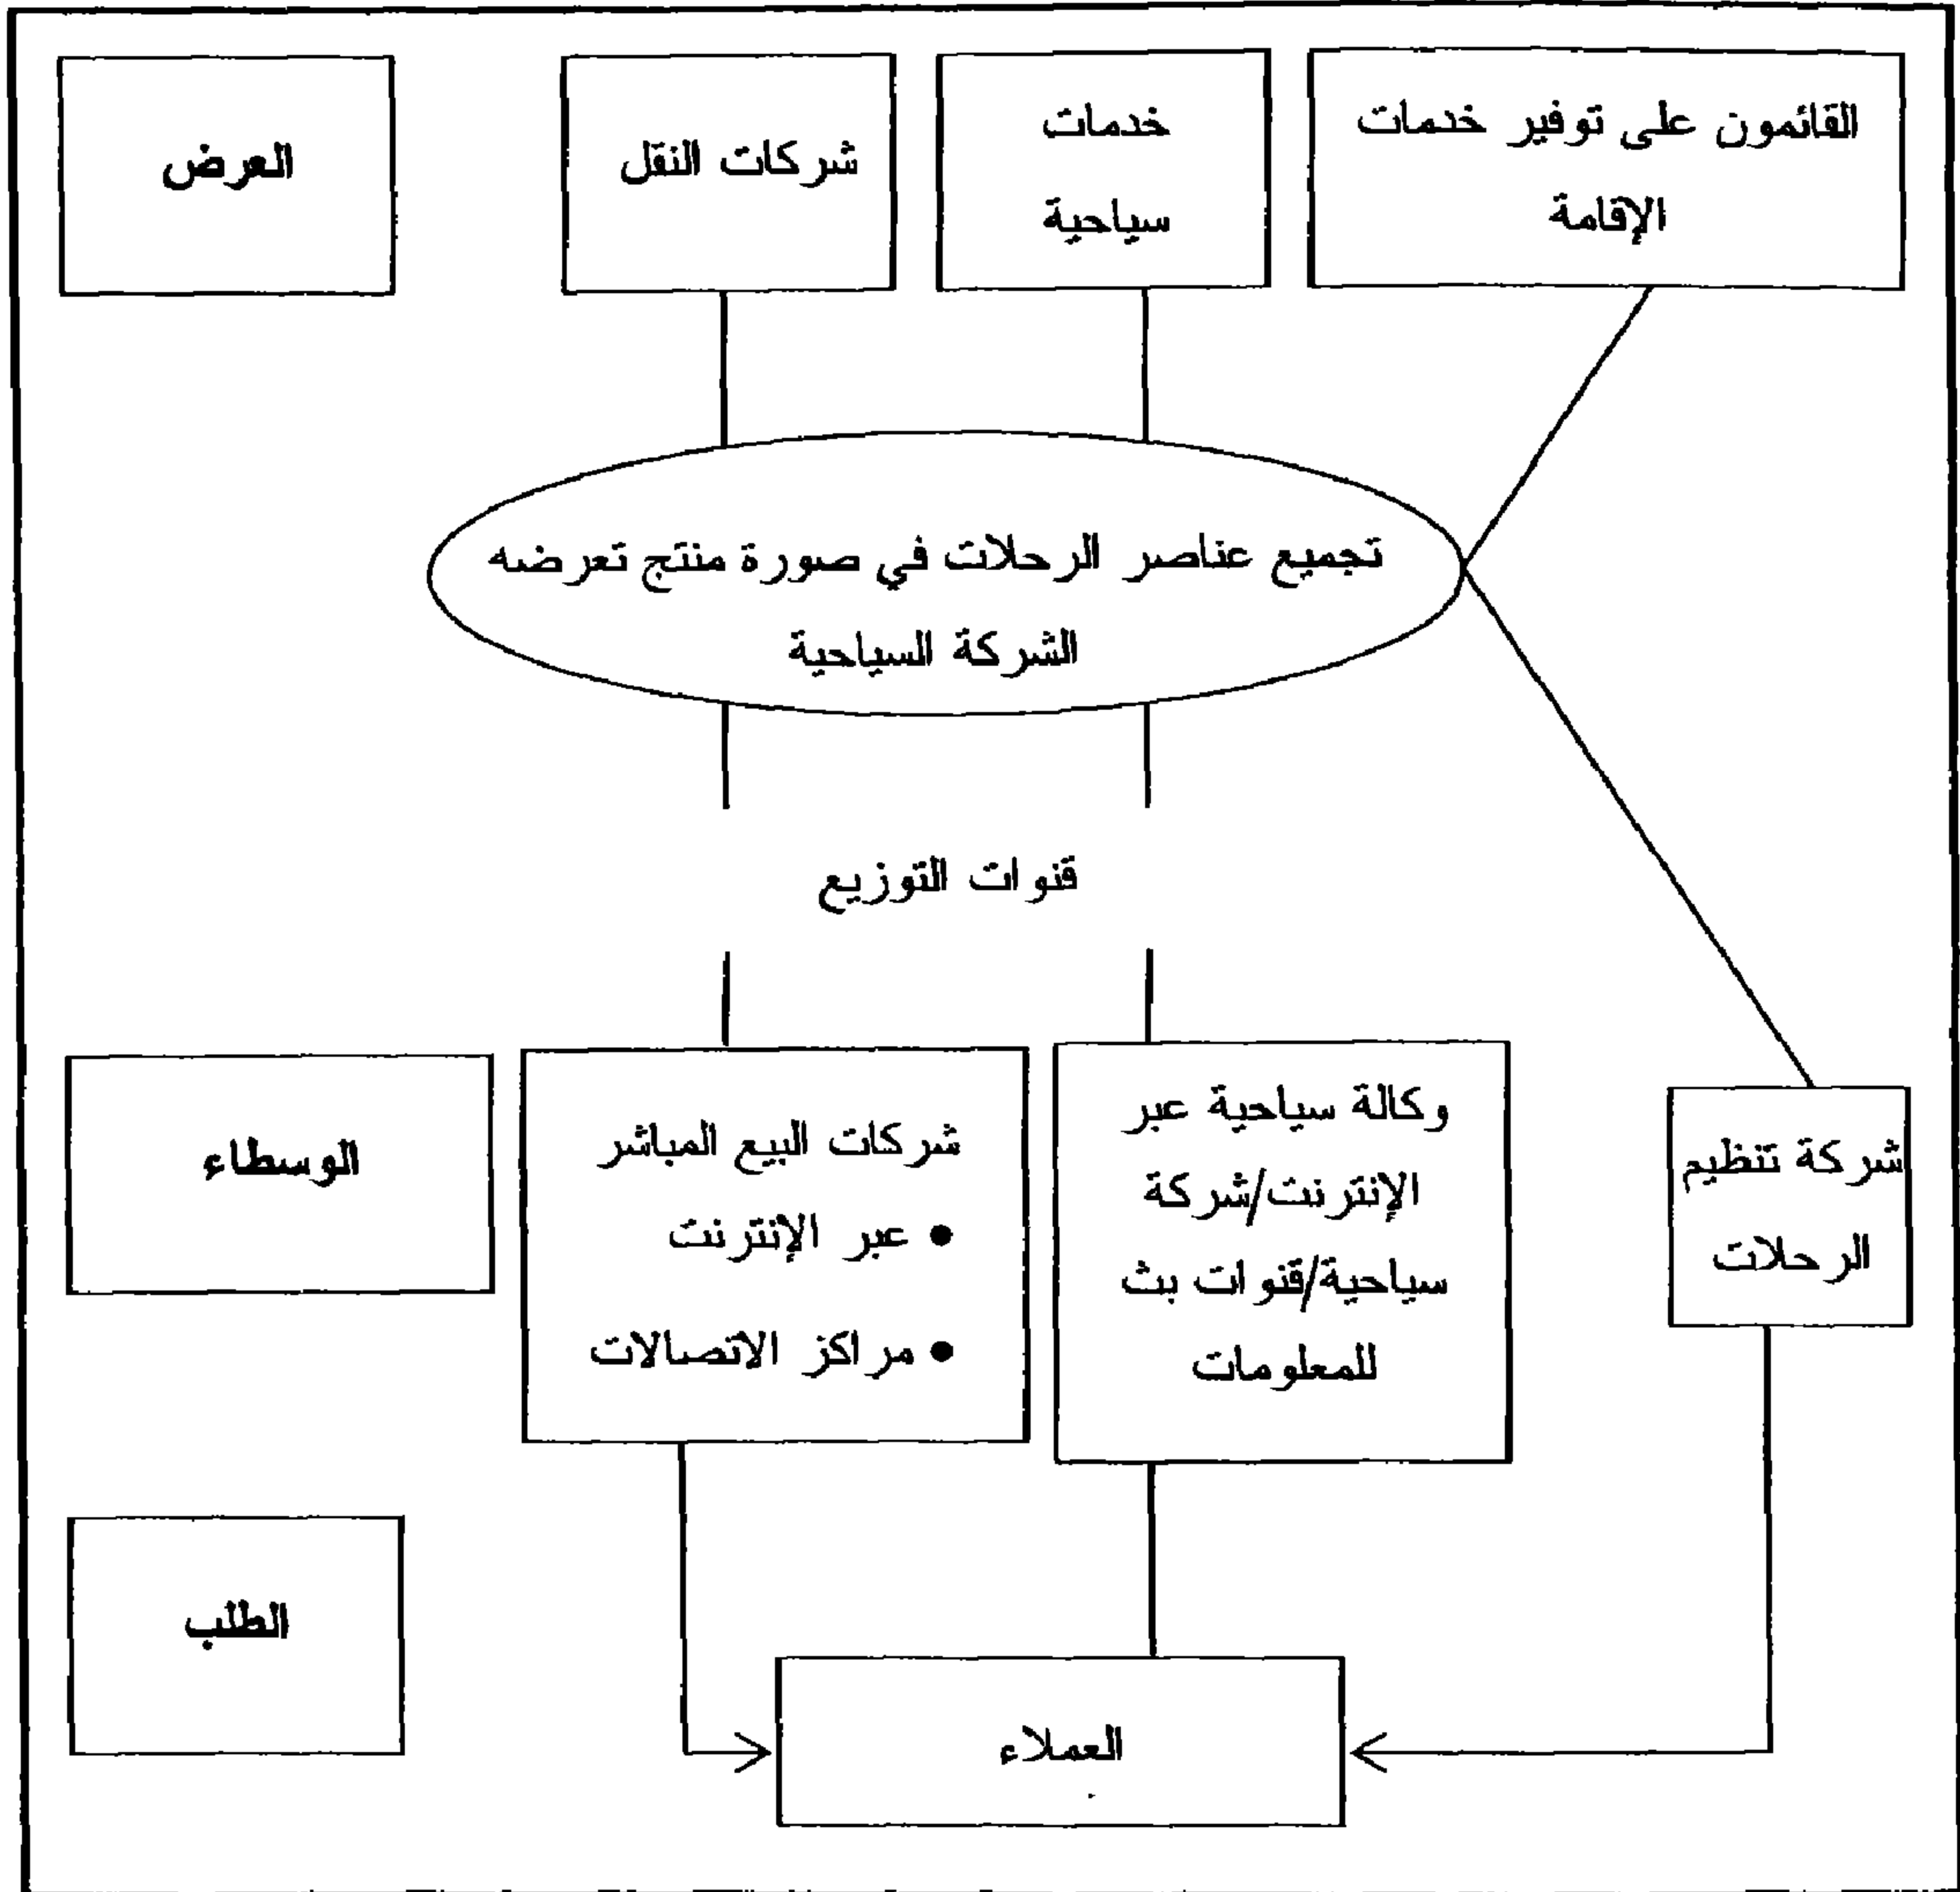 القائمون على توفير خدمات
الإقامة
خدمات
سياحية
شركات النقل
العرض
تجميع عناصر الرحلات في صورة منتج تعرضه
الشركة السياحية
قنوات التوزيع
شركة تنظيم
الرحلات
وكالة سياحية عبر
الإنترنت/شركة
سياحية/قنوات بث
للمعلومات
شركات البيع المباشر
• عبر الإنترنت
• مراكز الاتصالات
الوسطاء
الطلب
العملاء